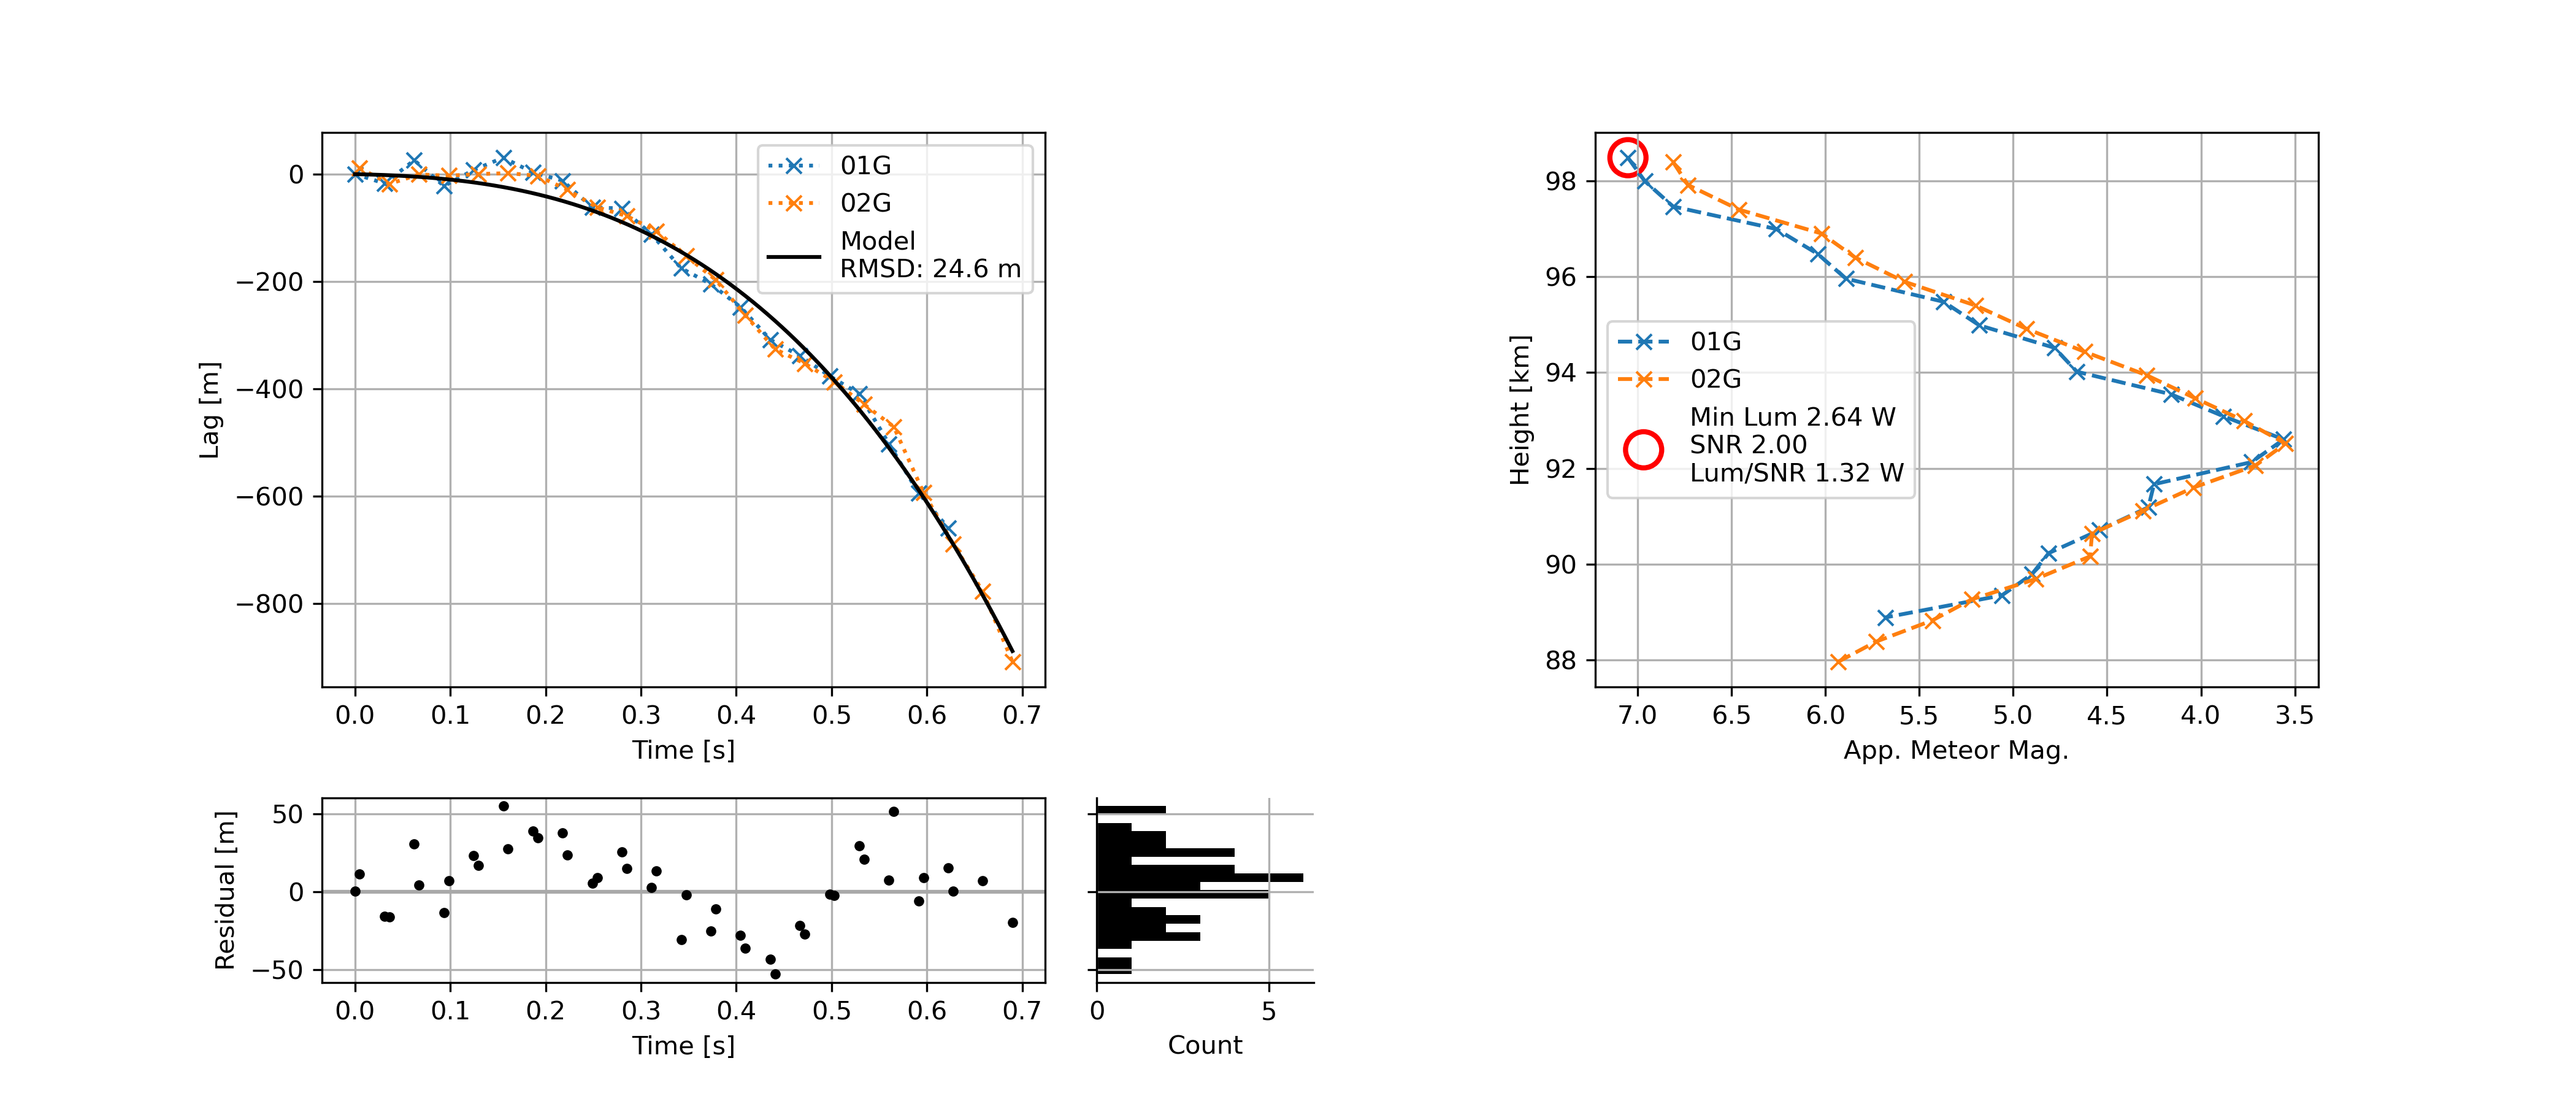 0
−200
−400
−600
−800
Lag [m]
0.0 0.1 0.2 0.3 0.4 0.5 0.6 0.7
Time [s]
01G
02G
Model
RMSD: 24.6 m
98
96
94
92
90
88
Height [km]
7.0 6.5 6.0 5.5 5.0 4.5 4.0 3.5
App. Meteor Mag.
01G
02G
Min Lum 2.64 W
SNR 2.00
Lum/SNR 1.32 W
50
0
−50
Residual [m]
0.0 0.1 0.2 0.3 0.4 0.5 0.6 0.7
Time [s]
0 5
Count